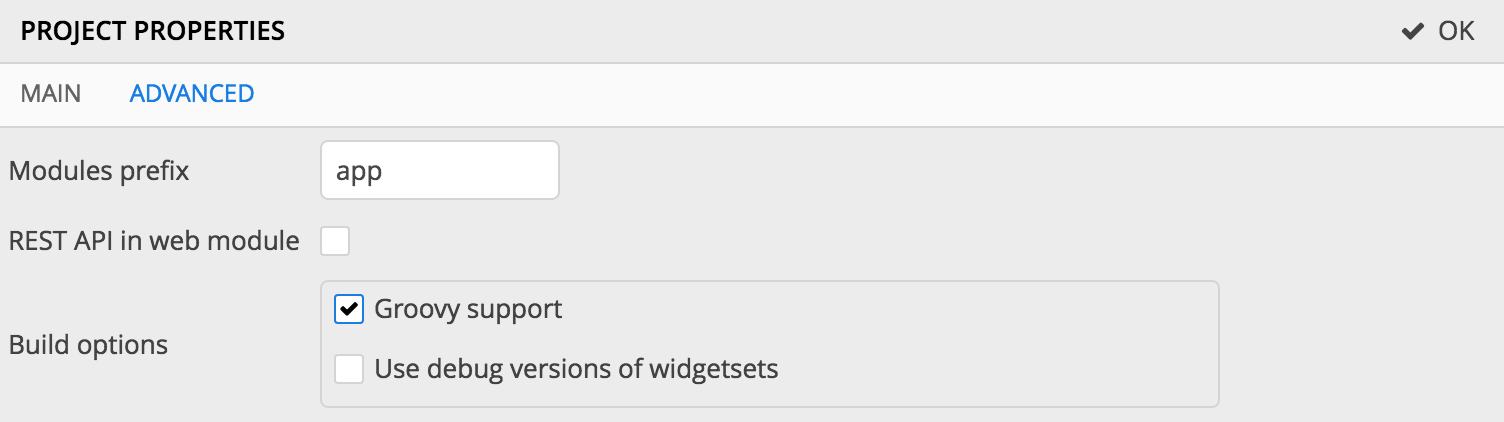 PROJECT PROPERTIES OK
MAIN ADVANCED
Modules prefix app
REST API in web module
Groovy support
Build options
Use debug versions of widgetsets